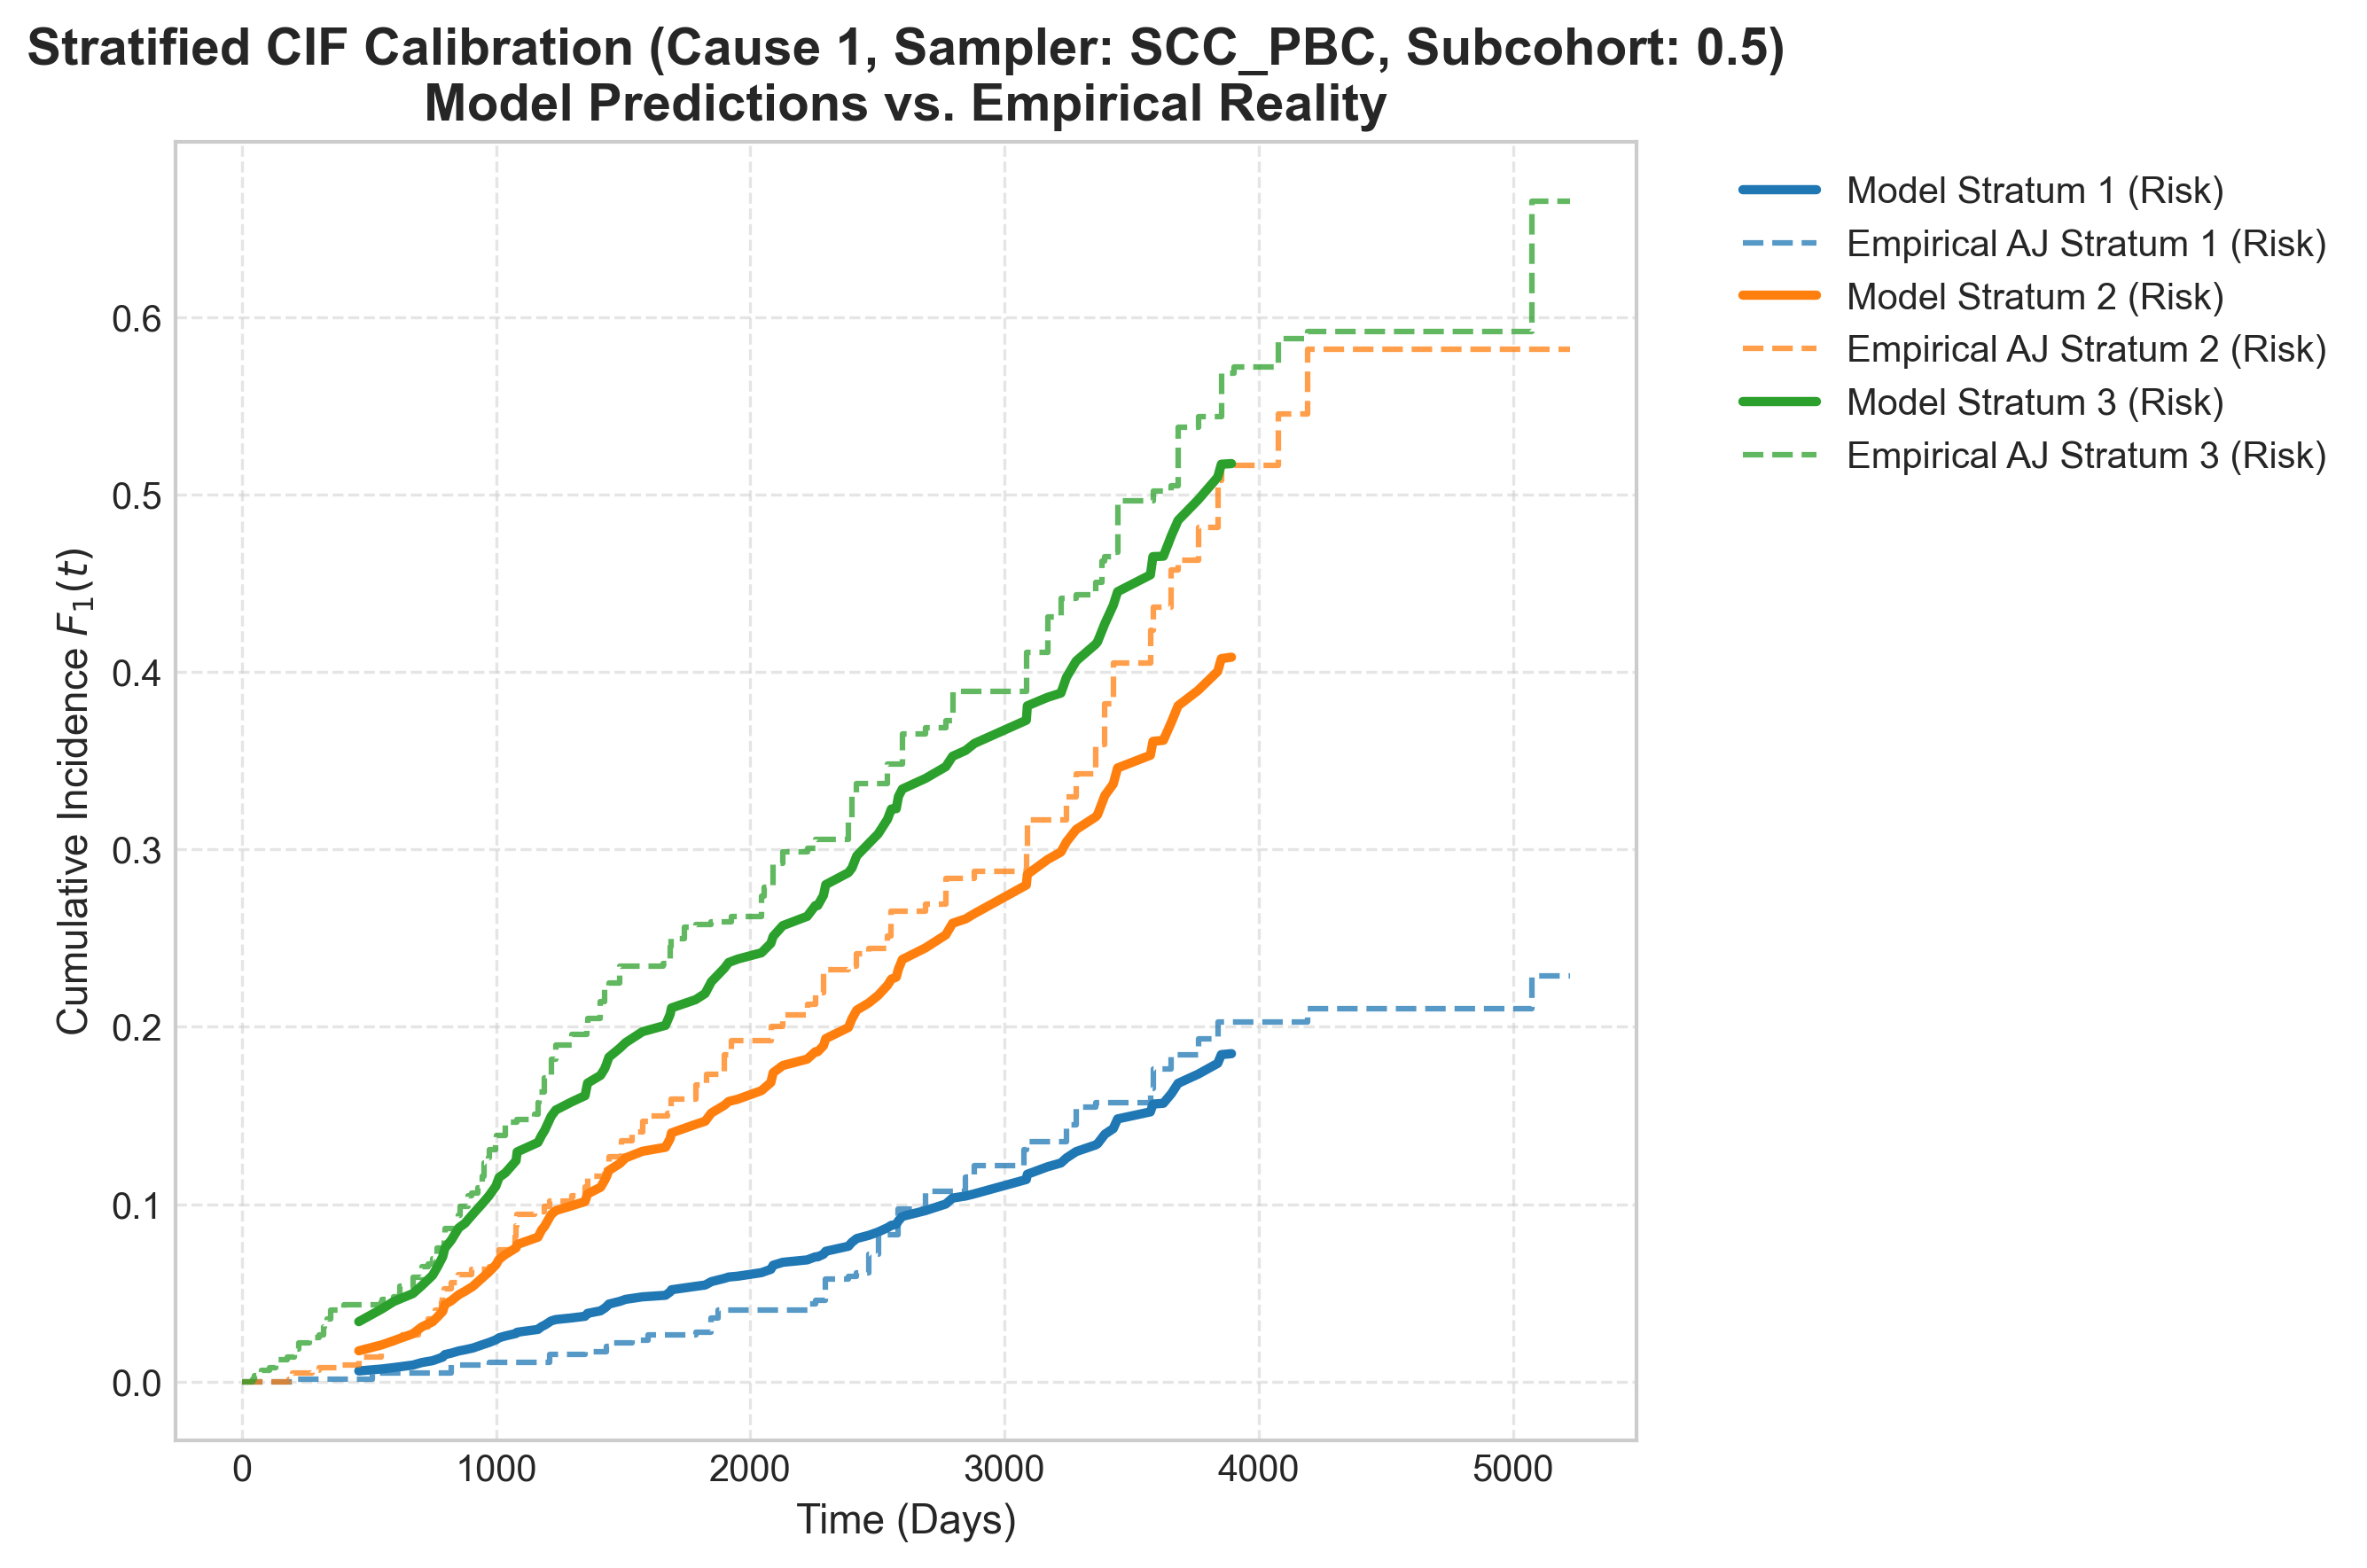 Stratified CIF Calibration (Cause 1, Sampler: SCC_PBC, Subcohort: 0.5)
Model Predictions vs. Empirical Reality
Cumulative Incidence F₁(t)
0.6
0.5
0.4
0.3
0.2
0.1
0.0
0
1000
2000
3000
4000
5000
Time (Days)
Model Stratum 1 (Risk)
Empirical AJ Stratum 1 (Risk)
Model Stratum 2 (Risk)
Empirical AJ Stratum 2 (Risk)
Model Stratum 3 (Risk)
Empirical AJ Stratum 3 (Risk)